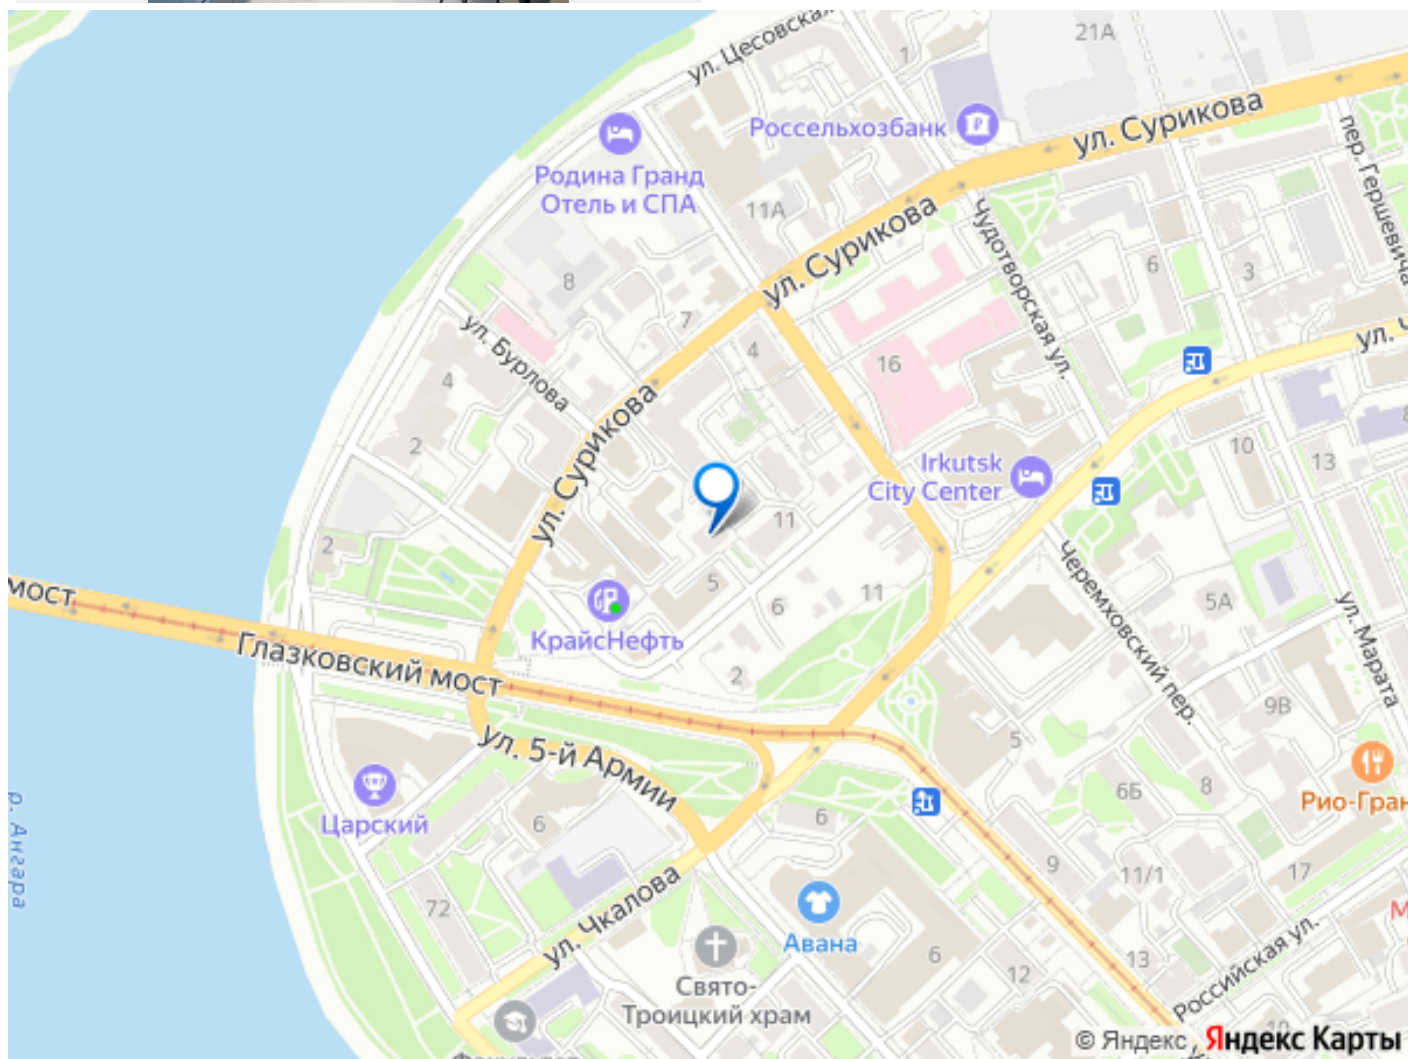 ул. Цесовская
21А
1
Россельхозбанк
ул. Сурикова
пер. Гершевича
Родина Гранд
Отель и СПА
11А
ул. Сурикова
Чудотворская ул.
6
3
8
7
ул. Бурлова
4
16
4
ул. Сурикова
2
10
13
8
Irkutsk
City Center
11
2
5
6
11
Черемховский пер.
5А
ул. Марата
КрайсНефть
мост
Глазковский мост
2
9В
5
ул. 5-й Армии
6Б
8
Рио-Гран
Царский
6
6
9
11/1
17
р. Ангара
72
ул. Чкалова
Авана
6
13
12
Российская ул.
Свято-
Троицкий храм
© Яндекс
Яндекс Карты